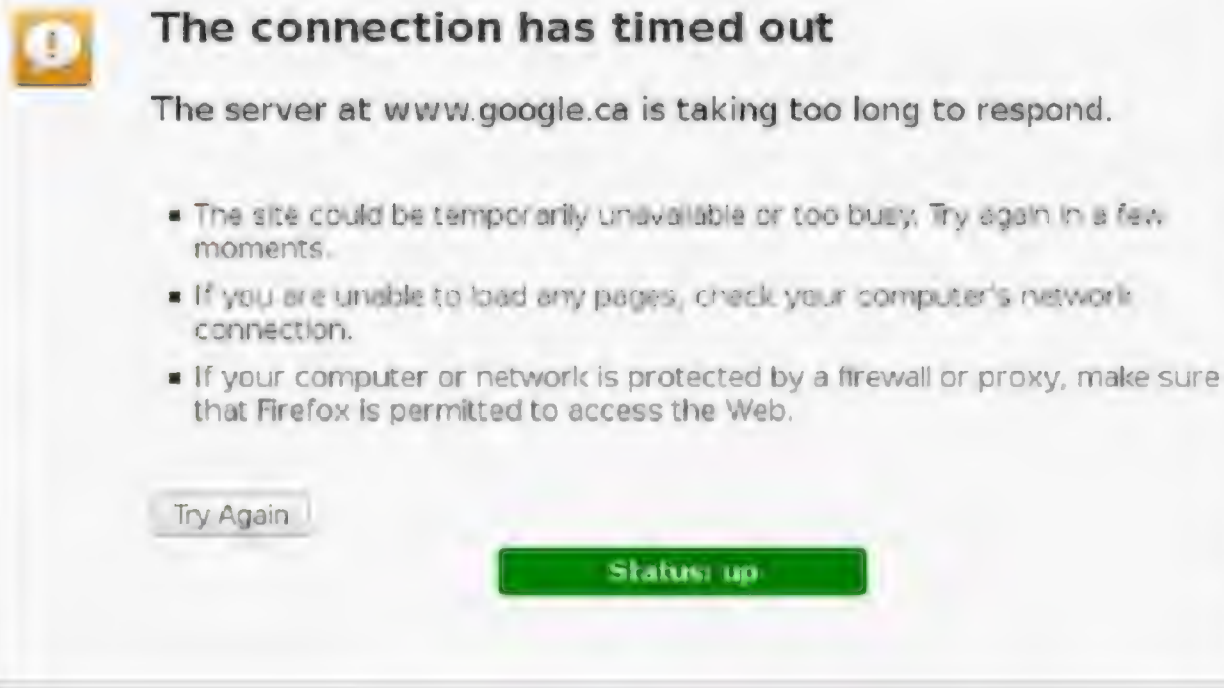 The connection has timed out
The server at www.google.ca is taking too long to respond.
The site could be temporarily unavailable or too busy. Try again in a few
moments.
If you are unable to load any pages, check your computer's network
connection.
If your computer or network is protected by a firewall or proxy, make sure
that Firefox is permitted to access the Web.
Try Again
Status: up